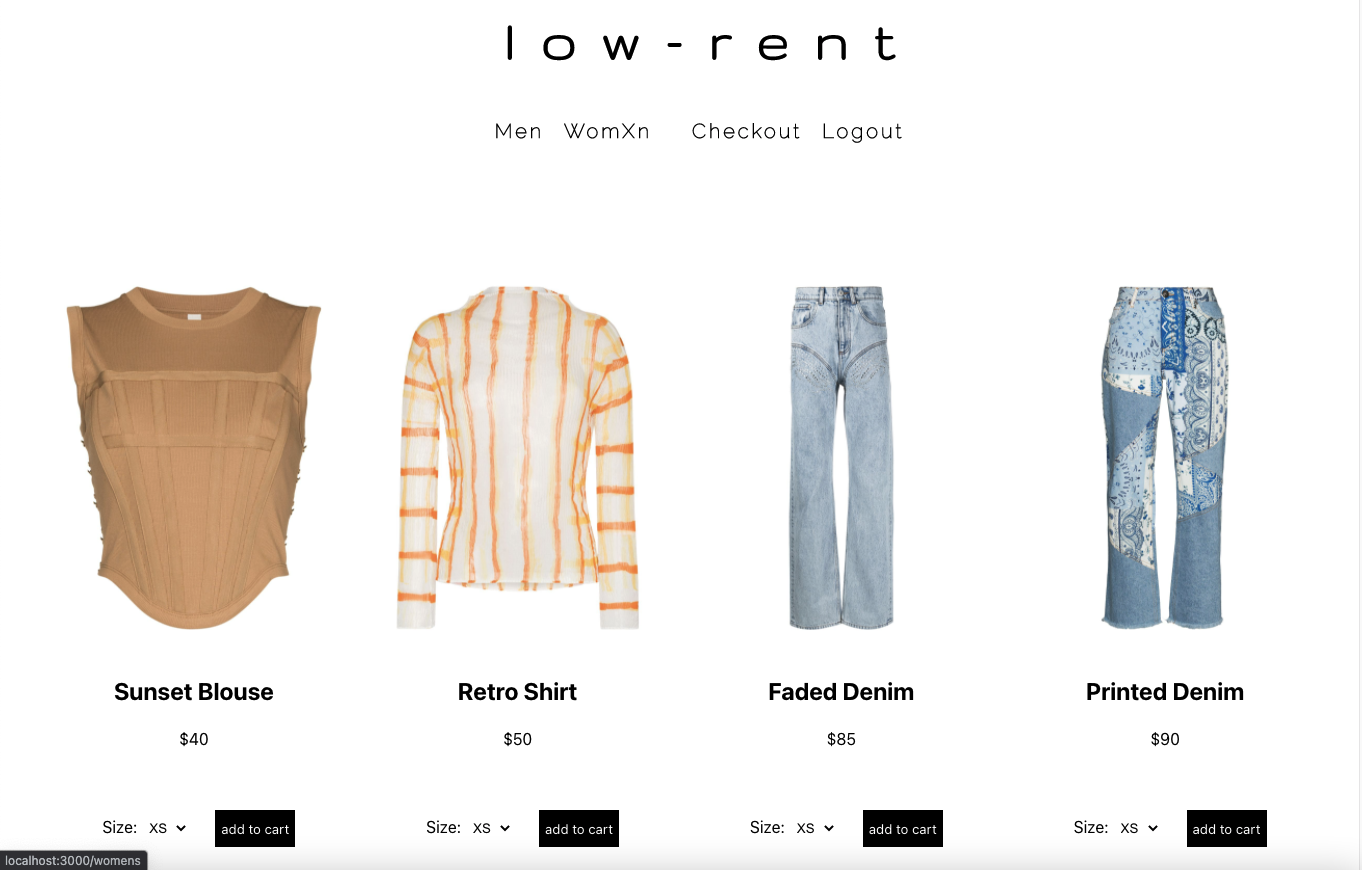 low-rent
Men WomXn Checkout Logout
Sunset Blouse Retro Shirt Faded Denim Printed Denim
$40 $50 $85 $90
Size: XS add to cart Size: XS add to cart Size: XS add to cart Size: XS add to cart
localhost:3000/womens